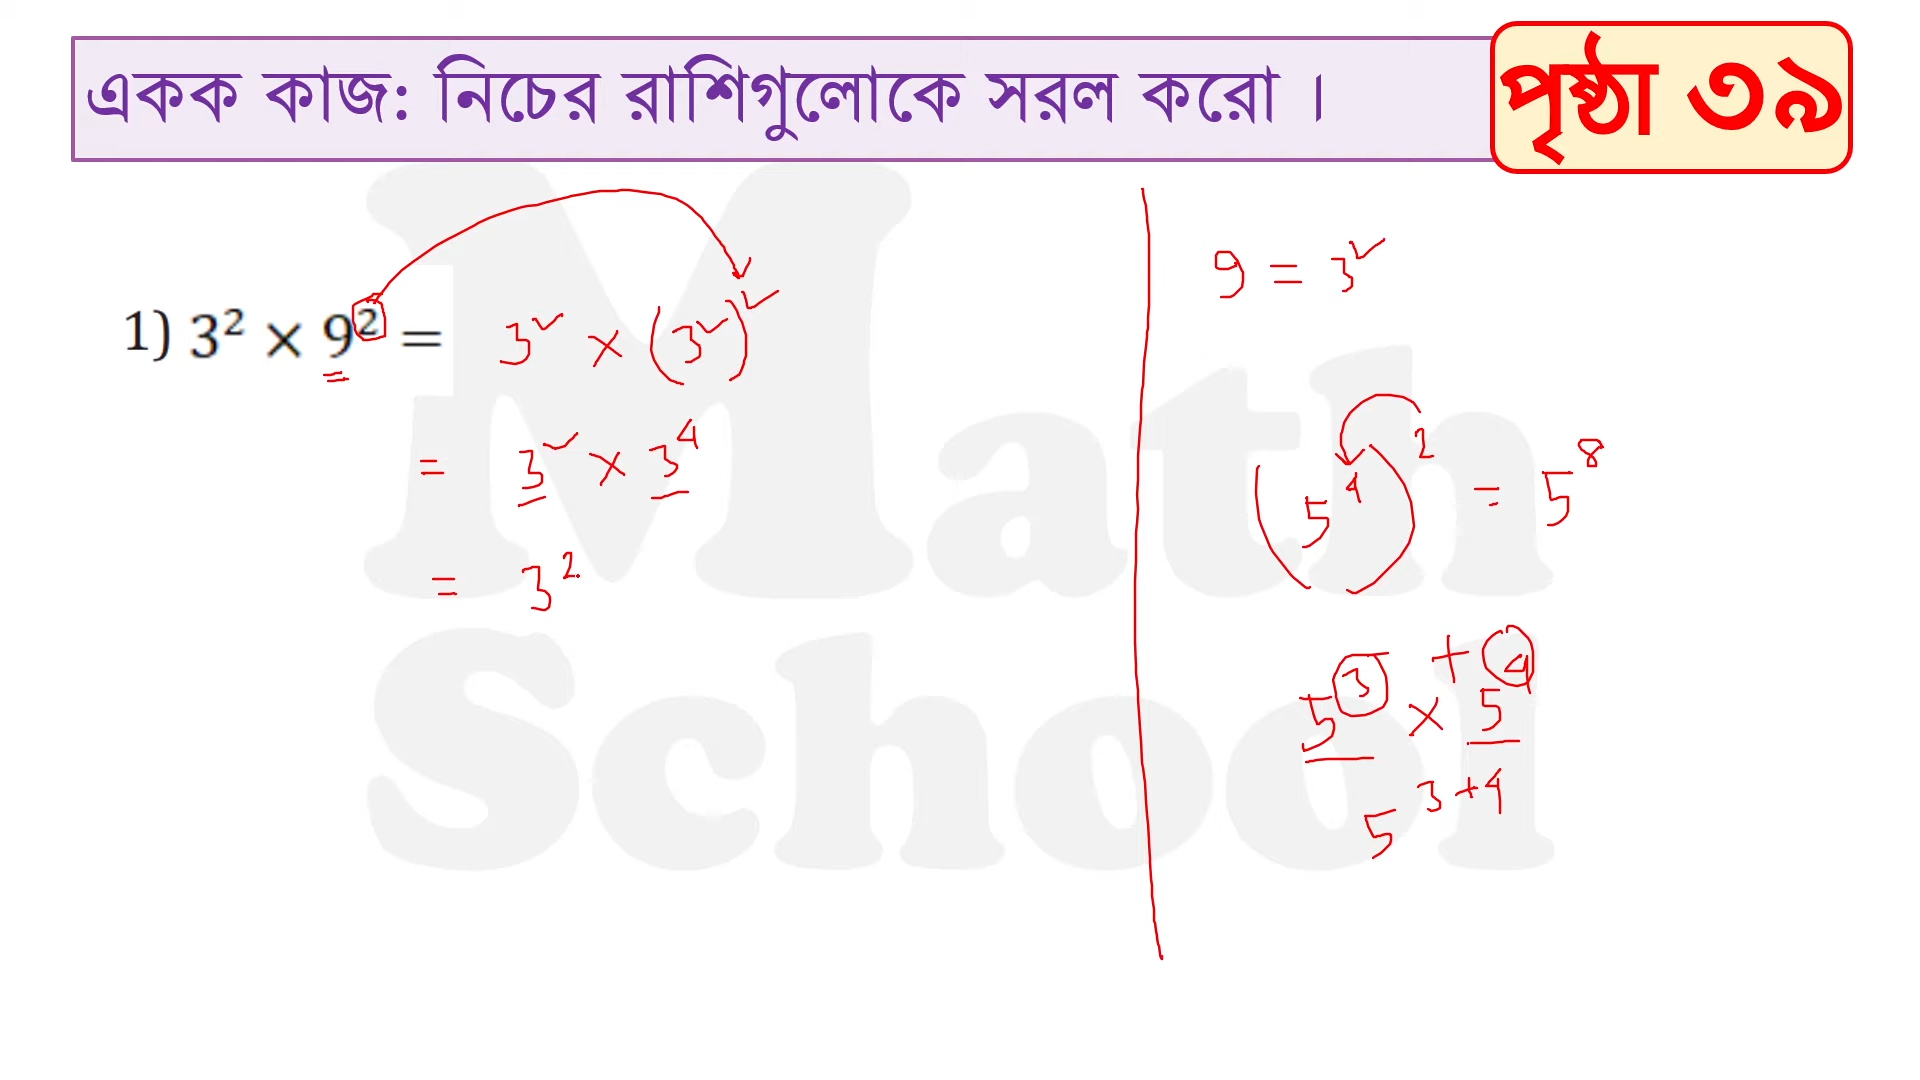 একক কাজ: নিচের রাশিগুলোকে সরল করো ।
পৃষ্ঠা ৩৯
1) 3² × 9² = 3² × (3²)²
= 3² × 3⁴
= 3²
9 = 3²
(5⁴)² = 5⁸
5³ × 5⁴
+
5³⁺⁴
Math
School